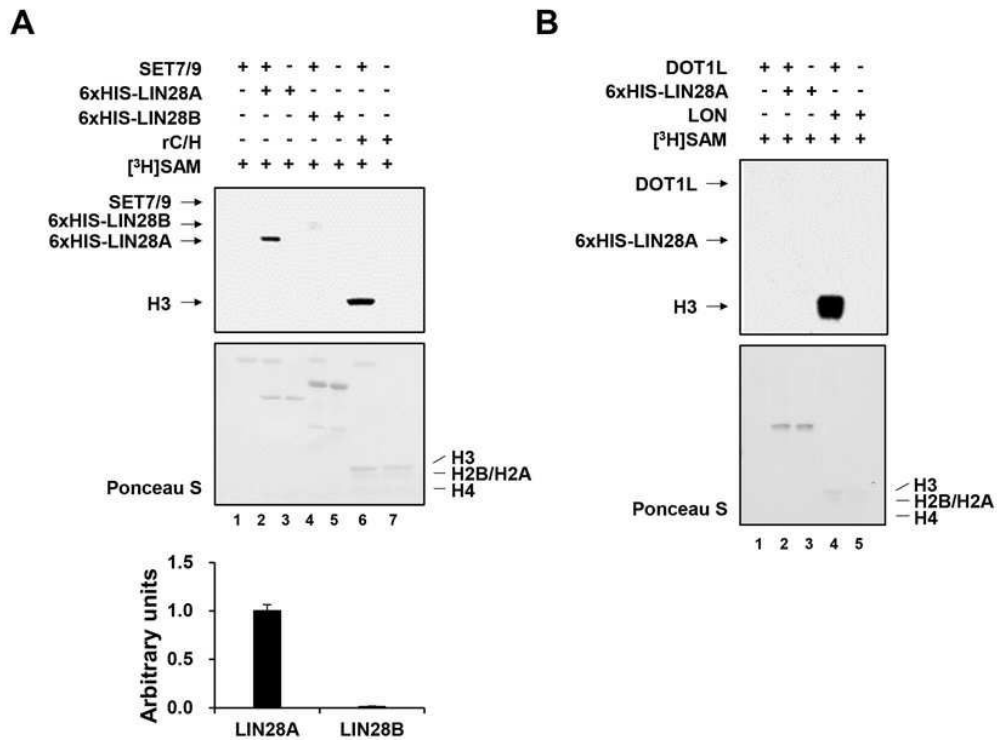 A
SET7/9 + + - + - + -
6xHIS-LIN28A - + + - - - -
6xHIS-LIN28B - - - + + - -
rC/H - - - - - + +
[³H]SAM + + + + + + +
SET7/9 →
6xHIS-LIN28B →
6xHIS-LIN28A →
H3 →
H3
H2B/H2A
H4
Ponceau S
1 2 3 4 5 6 7
Arbitrary units
1.5
1.0
0.5
0.0
LIN28A LIN28B
B
DOT1L + + - + -
6xHIS-LIN28A - + + - -
LON - - - + +
[³H]SAM + + + + +
DOT1L →
6xHIS-LIN28A →
H3 →
H3
H2B/H2A
H4
Ponceau S
1 2 3 4 5